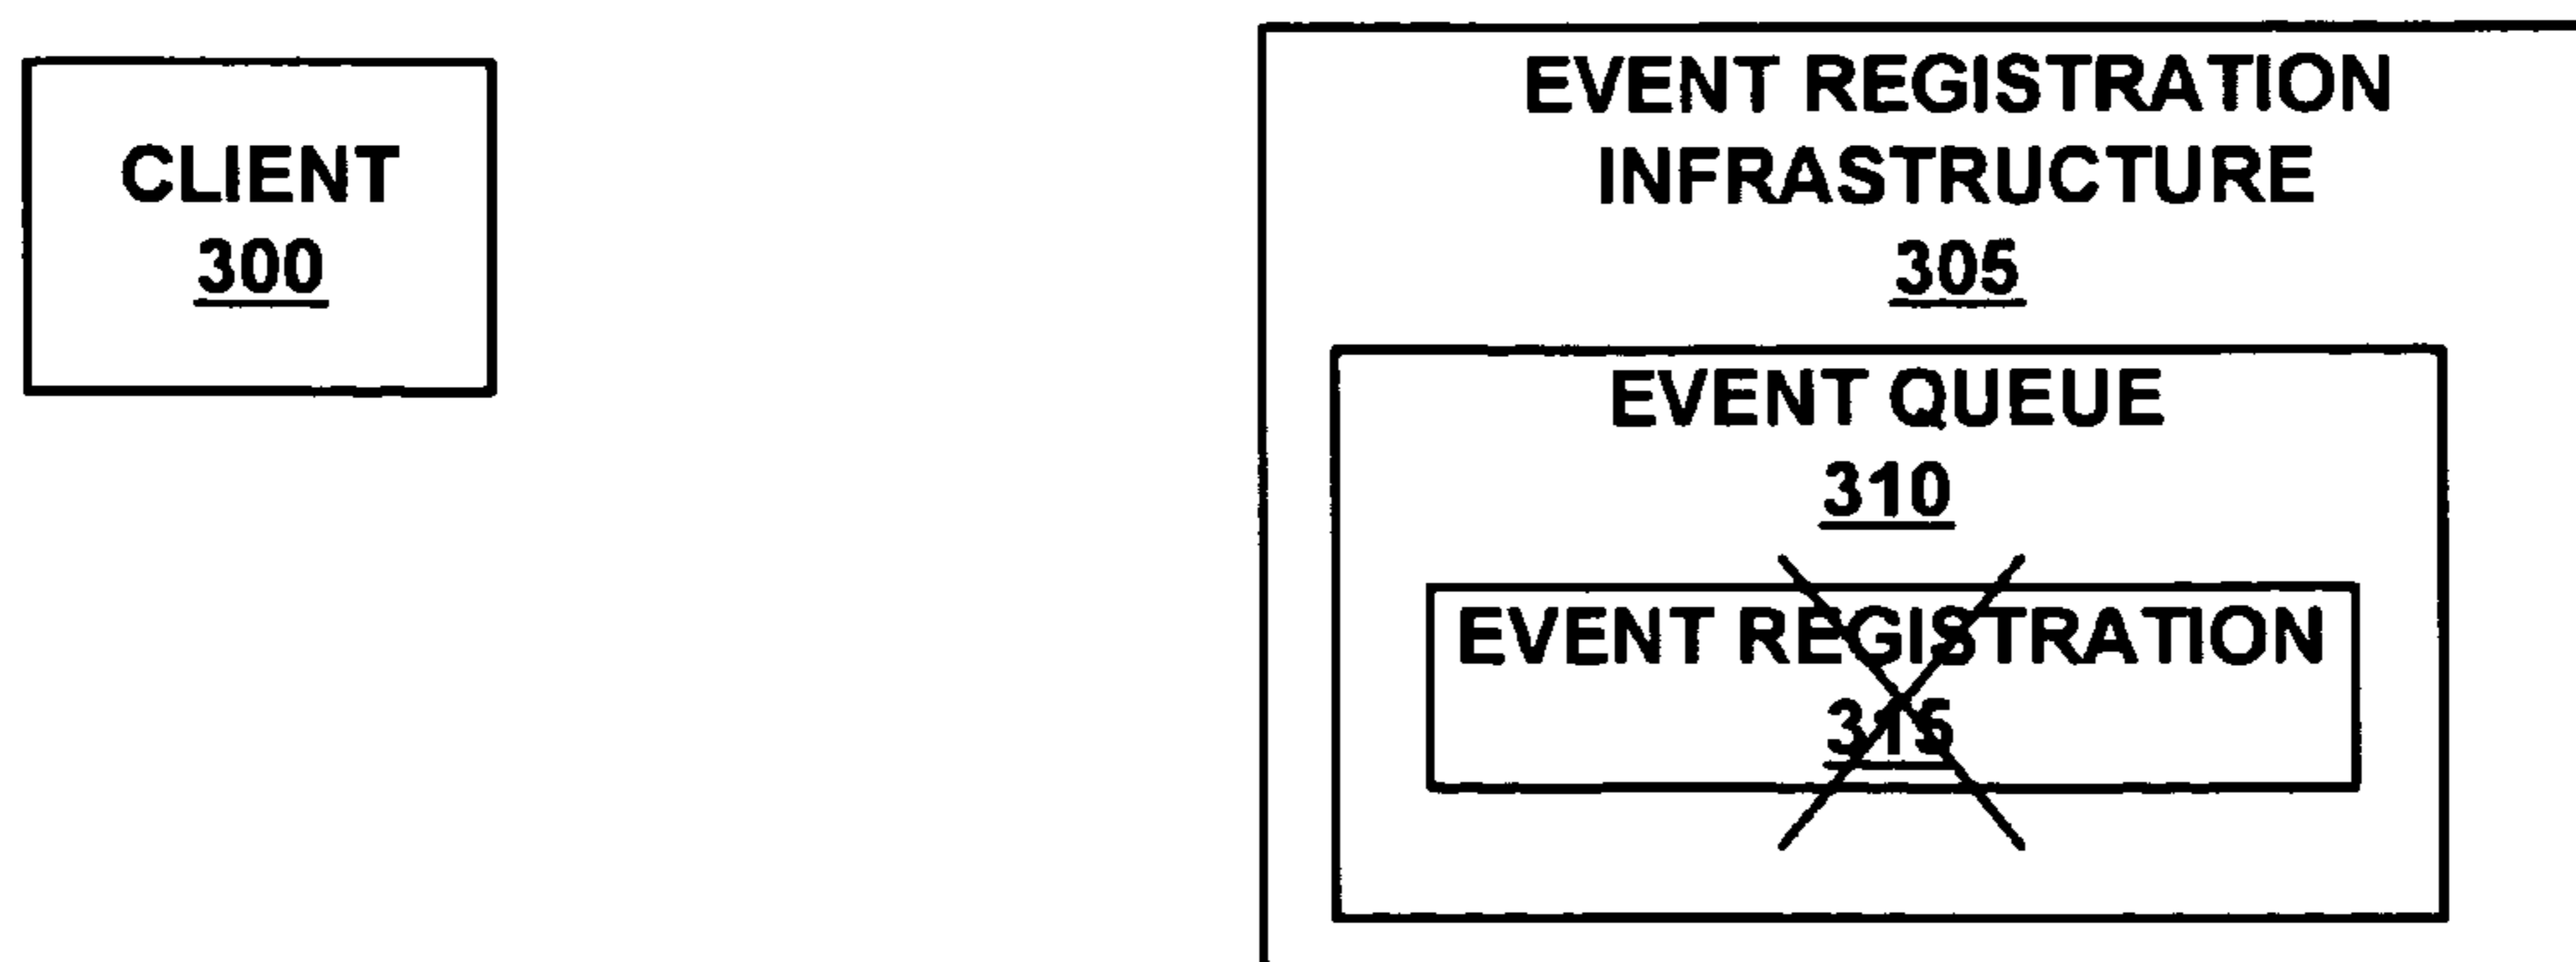 CLIENT
300
EVENT REGISTRATION
INFRASTRUCTURE
305
EVENT QUEUE
310
EVENT REGISTRATION
315